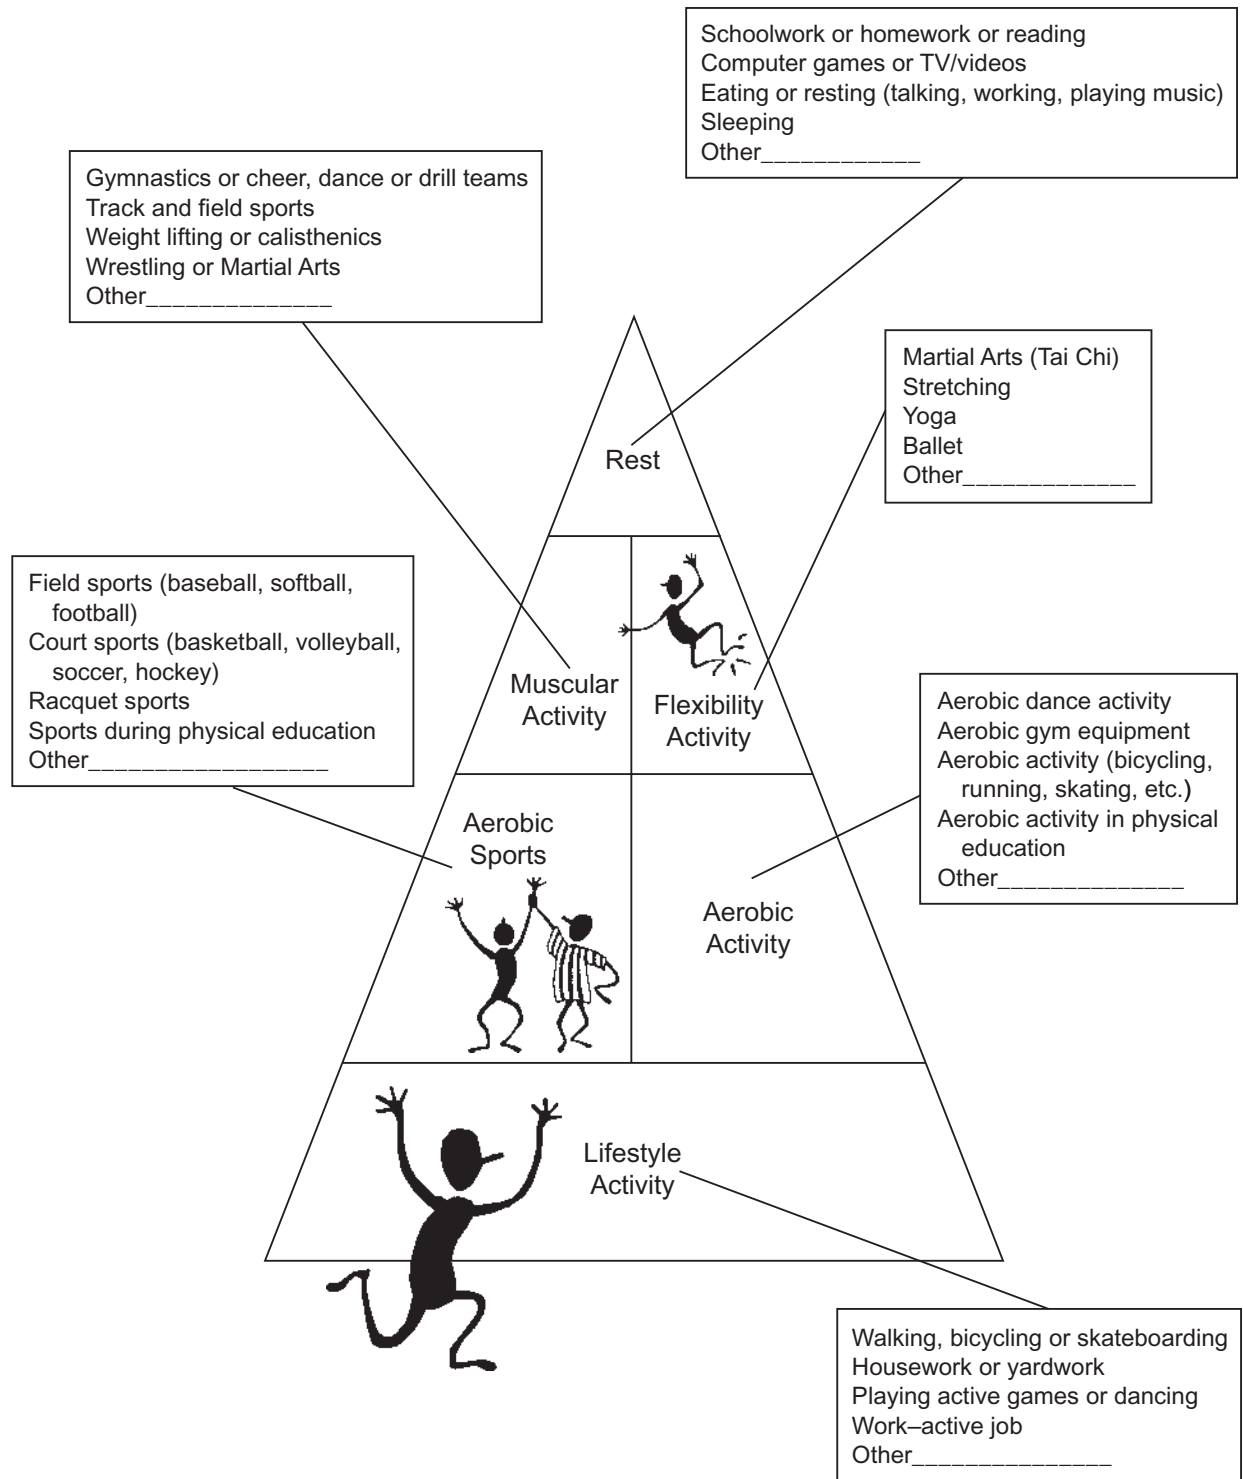 Schoolwork or homework or reading
Computer games or TV/videos
Eating or resting (talking, working, playing music)
Sleeping
Other____________
Gymnastics or cheer, dance or drill teams
Track and field sports
Weight lifting or calisthenics
Wrestling or Martial Arts
Other______________
Martial Arts (Tai Chi)
Stretching
Yoga
Ballet
Other_____________
Rest
Field sports (baseball, softball,
football)
Court sports (basketball, volleyball,
soccer, hockey)
Racquet sports
Sports during physical education
Other__________________
Muscular
Activity
Flexibility
Activity
Aerobic dance activity
Aerobic gym equipment
Aerobic activity (bicycling,
running, skating, etc.)
Aerobic activity in physical
education
Other______________
Aerobic
Sports
Aerobic
Activity
Lifestyle
Activity
Walking, bicycling or skateboarding
Housework or yardwork
Playing active games or dancing
Work–active job
Other_______________